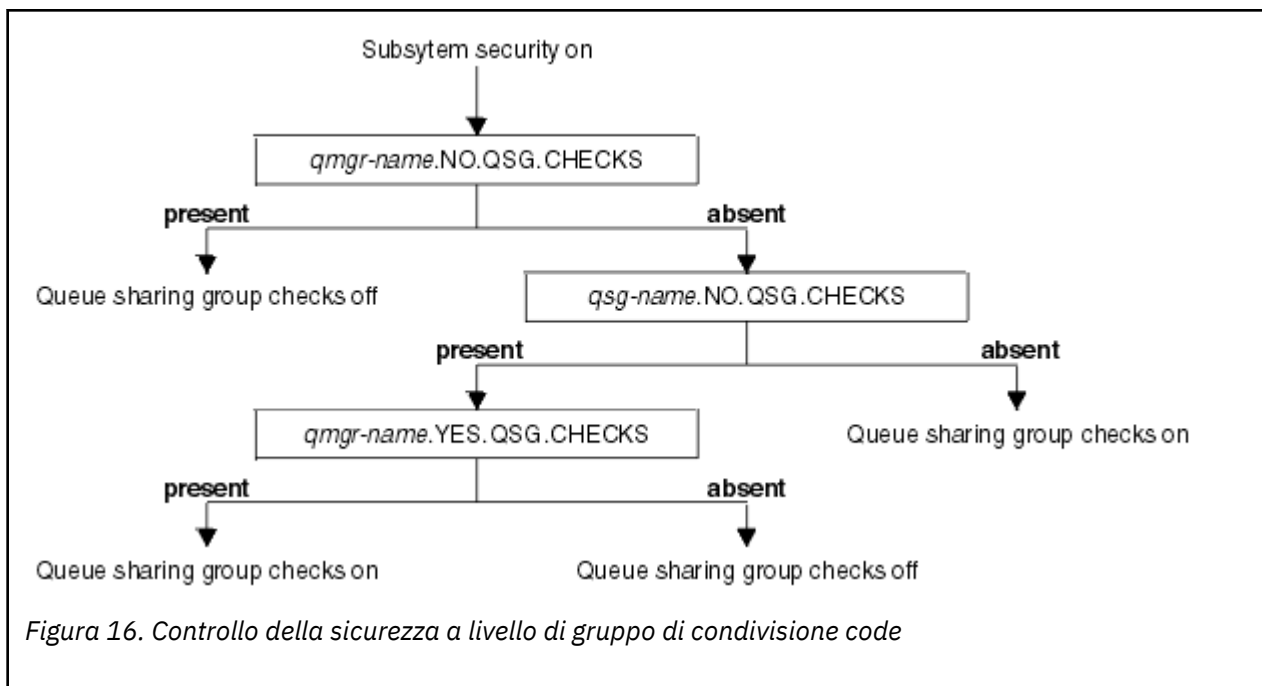 Subsytem security on
qmgr-name.NO.QSG.CHECKS
present absent
Queue sharing group checks off
qsg-name.NO.QSG.CHECKS
present absent
qmgr-name.YES.QSG.CHECKS
Queue sharing group checks on
present absent
Queue sharing group checks on Queue sharing group checks off
Figura 16. Controllo della sicurezza a livello di gruppo di condivisione code